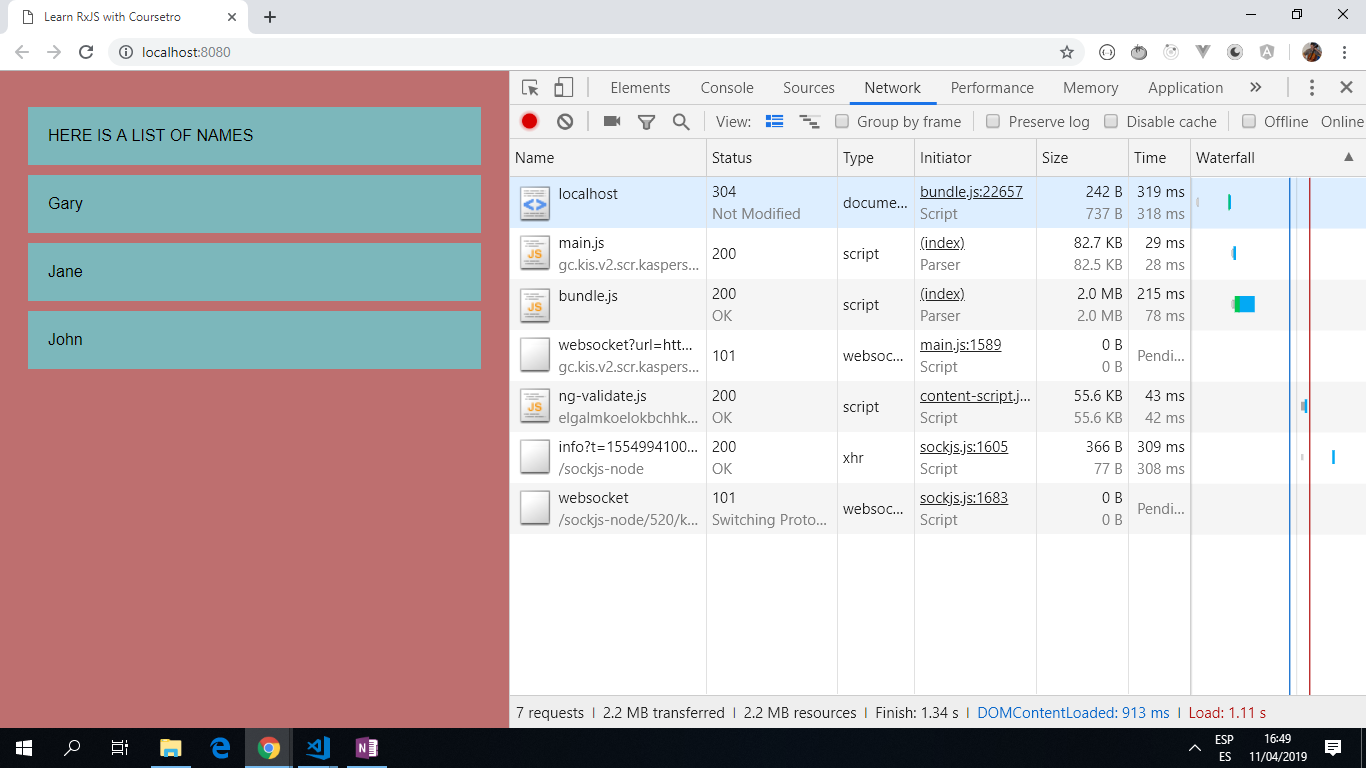 Learn RxJS with Coursetro
localhost:8080
HERE IS A LIST OF NAMES
Gary
Jane
John
Elements Console Sources Network Performance Memory Application
View: Group by frame Preserve log Disable cache Offline Online
Name Status Type Initiator Size Time Waterfall
localhost 304 Not Modified docume... bundle.js:22657 Script 242 B 737 B 319 ms 318 ms
main.js gc.kis.v2.scr.kaspers... 200 script (index) Parser 82.7 KB 82.5 KB 29 ms 28 ms
bundle.js 200 OK script (index) Parser 2.0 MB 2.0 MB 215 ms 78 ms
websocket?url=htt... gc.kis.v2.scr.kaspers... 101 websoc... main.js:1589 Script 0 B 0 B Pendi...
ng-validate.js elgalmkoelokbchhk... 200 OK script content-script.j... Script 55.6 KB 55.6 KB 43 ms 42 ms
info?t=1554994100... /sockjs-node 200 OK xhr sockjs.js:1605 Script 366 B 77 B 309 ms 308 ms
websocket /sockjs-node/520/k... 101 Switching Proto... websoc... sockjs.js:1683 Script 0 B 0 B Pendi...
7 requests 2.2 MB transferred 2.2 MB resources Finish: 1.34 s DOMContentLoaded: 913 ms Load: 1.11 s
ESP
ES
16:49
11/04/2019